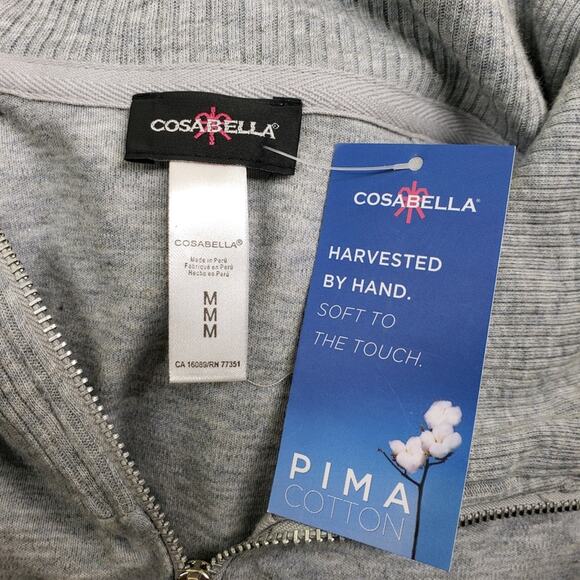 COSABELLA®
COSABELLA®
Made in Perú
Fabriqué en Perú
Hecho en Perú
M
M
M
CA 16089/RN 77351
COSABELLA®
HARVESTED
BY HAND.
SOFT TO
THE TOUCH.
PIMA
COTTON